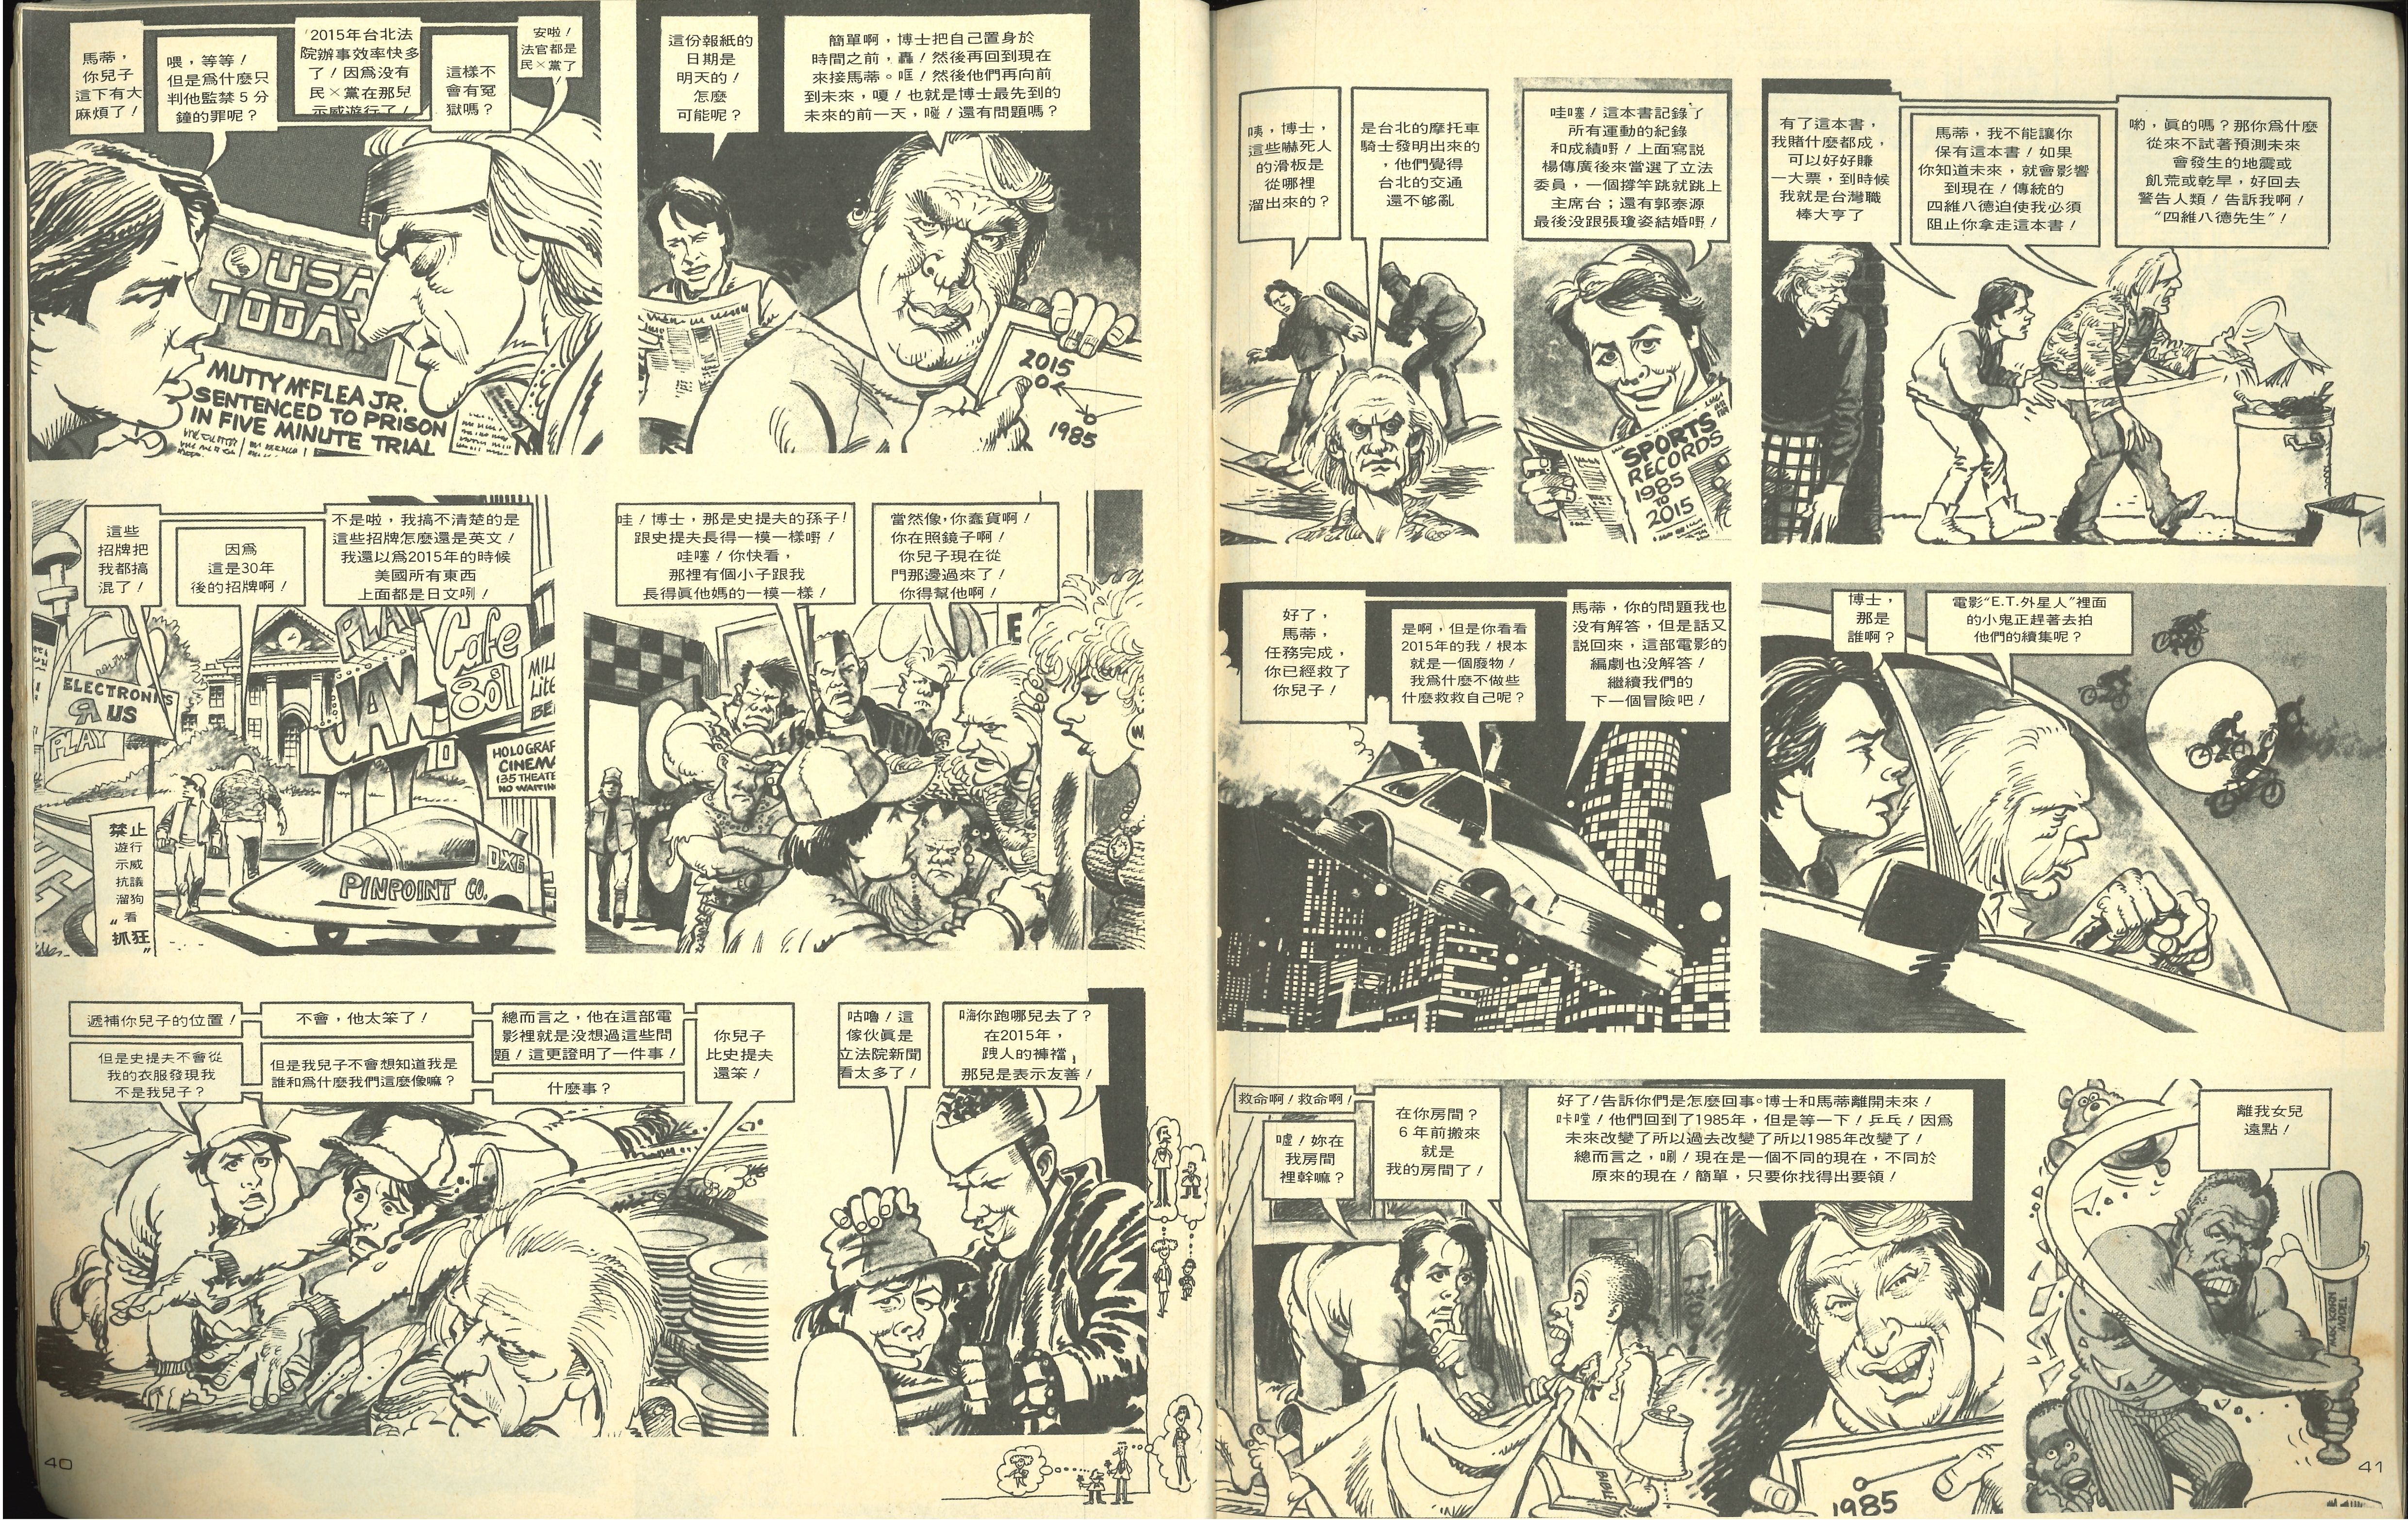 馬蒂，
你兒子
這下有大
麻煩了！
喂，等等！
但是爲什麼只
判他監禁5分
鐘的罪呢？
2015年台北法
院辦事效率快多
了！因爲没有
民×黨在那兒
示威遊行了！
這樣不
會有冤
獄嗎？
安啦！
法官都是
民×黨了
USA
TODAY
MUTTY McFLEA JR.
SENTENCED TO PRISON
IN FIVE MINUTE TRIAL
這份報紙的
日期是
明天的！
怎麼
可能呢？
簡單啊，博士把自己置身於
時間之前，轟！然後再回到現在
來接馬蒂。哐！然後他們再向前
到未來，嗄！也就是博士最先到的
未來的前一天，碰！還有問題嗎？
2015
1985
這些
招牌把
我都搞
混了！
因爲
這是30年
後的招牌啊！
不是啦，我搞不清楚的是
這些招牌怎麼還是英文！
我還以爲2015年的時候
美國所有東西
上面都是日文咧！
ELECTRONICS
Я US
PLAY
PLAY
JAX
10
Cafe
80's
HOLOGRAF
CINEMA
135 THEATE
NO WAITING
禁止
遊行
示威
抗議
溜狗
"看
抓狂"
DX6
PINPOINT CO.
哇！博士，那是史提夫的孫子！
跟史提夫長得一模一樣嘢！
哇噻！你快看，
那裡有個小子跟我
長得眞他媽的一模一樣！
當然像，你蠢貨啊！
你在照鏡子啊！
你兒子現在從
門那邊過來了！
你得幫他啊！
遞補你兒子的位置！
但是史提夫不會從
我的衣服發現我
不是我兒子？
不會，他太笨了！
但是我兒子不會想知道我是
誰和爲什麼我們這麼像嘛？
總而言之，他在這部電
影裡就是没想過這些問
題！這更證明了一件事！
什麼事？
你兒子
比史提夫
還笨！
咕嚕！這
傢伙眞是
立法院新聞
看太多了！
嗨你跑哪兒去了？
在2015年，
跩人的褲襠，
那兒是表示友善！
40
咦，博士，
這些嚇死人
的滑板是
從哪裡
溜出來的？
是台北的摩托車
騎士發明出來的
，他們覺得
台北的交通
還不够亂
哇噻！這本書記錄了
所有運動的紀錄
和成績嘢！上面寫説
楊傳廣後來當選了立法
委員，一個撐竿跳就跳上
主席台；還有郭泰源
最後没跟張瓊姿結婚嘢！
SPORTS
RECORDS
1985
TO
2015
有了這本書，
我賭什麼都成，
可以好好賺
一大票，到時候
我就是台灣職
棒大亨了
馬蒂，我不能讓你
保有這本書！如果
你知道未來，就會影響
到現在！傳統的
四維八德迫使我必須
阻止你拿走這本書！
喲，眞的嗎？那你爲什麼
從來不試著預測未來
會發生的地震或
飢荒或乾旱，好回去
警告人類！告訴我啊！
"四維八德先生"！
好了，
馬蒂，
任務完成，
你已經救了
你兒子！
是啊，但是你看看
2015年的我！根本
就是一個廢物！
我爲什麼不做些
什麼救救自己呢？
馬蒂，你的問題我也
没有解答，但是話又
説回來，這部電影的
編劇也没解答！
繼續我們的
下一個冒險吧！
博士，
那是
誰啊？
電影"E.T.外星人"裡面
的小鬼正趕著去拍
他們的續集呢？
救命啊！救命啊！
噓！妳在
我房間
裡幹嘛？
在你房間？
6年前搬來
就是
我的房間了！
好了！告訴你們是怎麼回事。博士和馬蒂離開未來！
咔嚏！他們回到了1985年，但是等一下！乒乓！因爲
未來改變了所以過去改變了所以1985年改變了！
總而言之，唰！現在是一個不同的現在，不同於
原來的現在！簡單，只要你找得出要領！
BIBLE
1985
離我女兒
遠點！
MARK KONN
MODEL
41